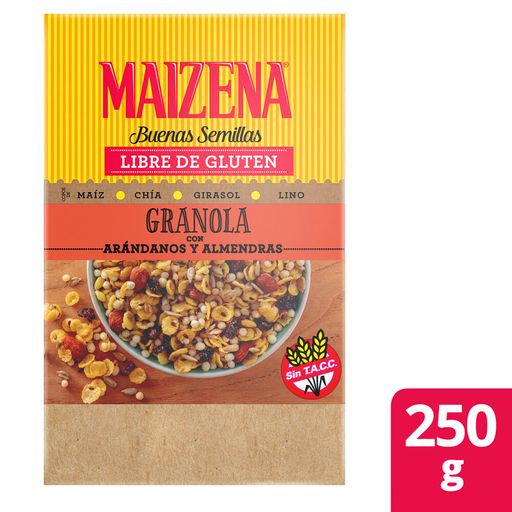 MAIZENA®
Buenas Semillas
LIBRE DE GLUTEN
MAÍZ • CHÍA • GIRASOL • LINO
GRANOLA
CON
ARÁNDANOS Y ALMENDRAS
Sin T.A.C.C.
250
g